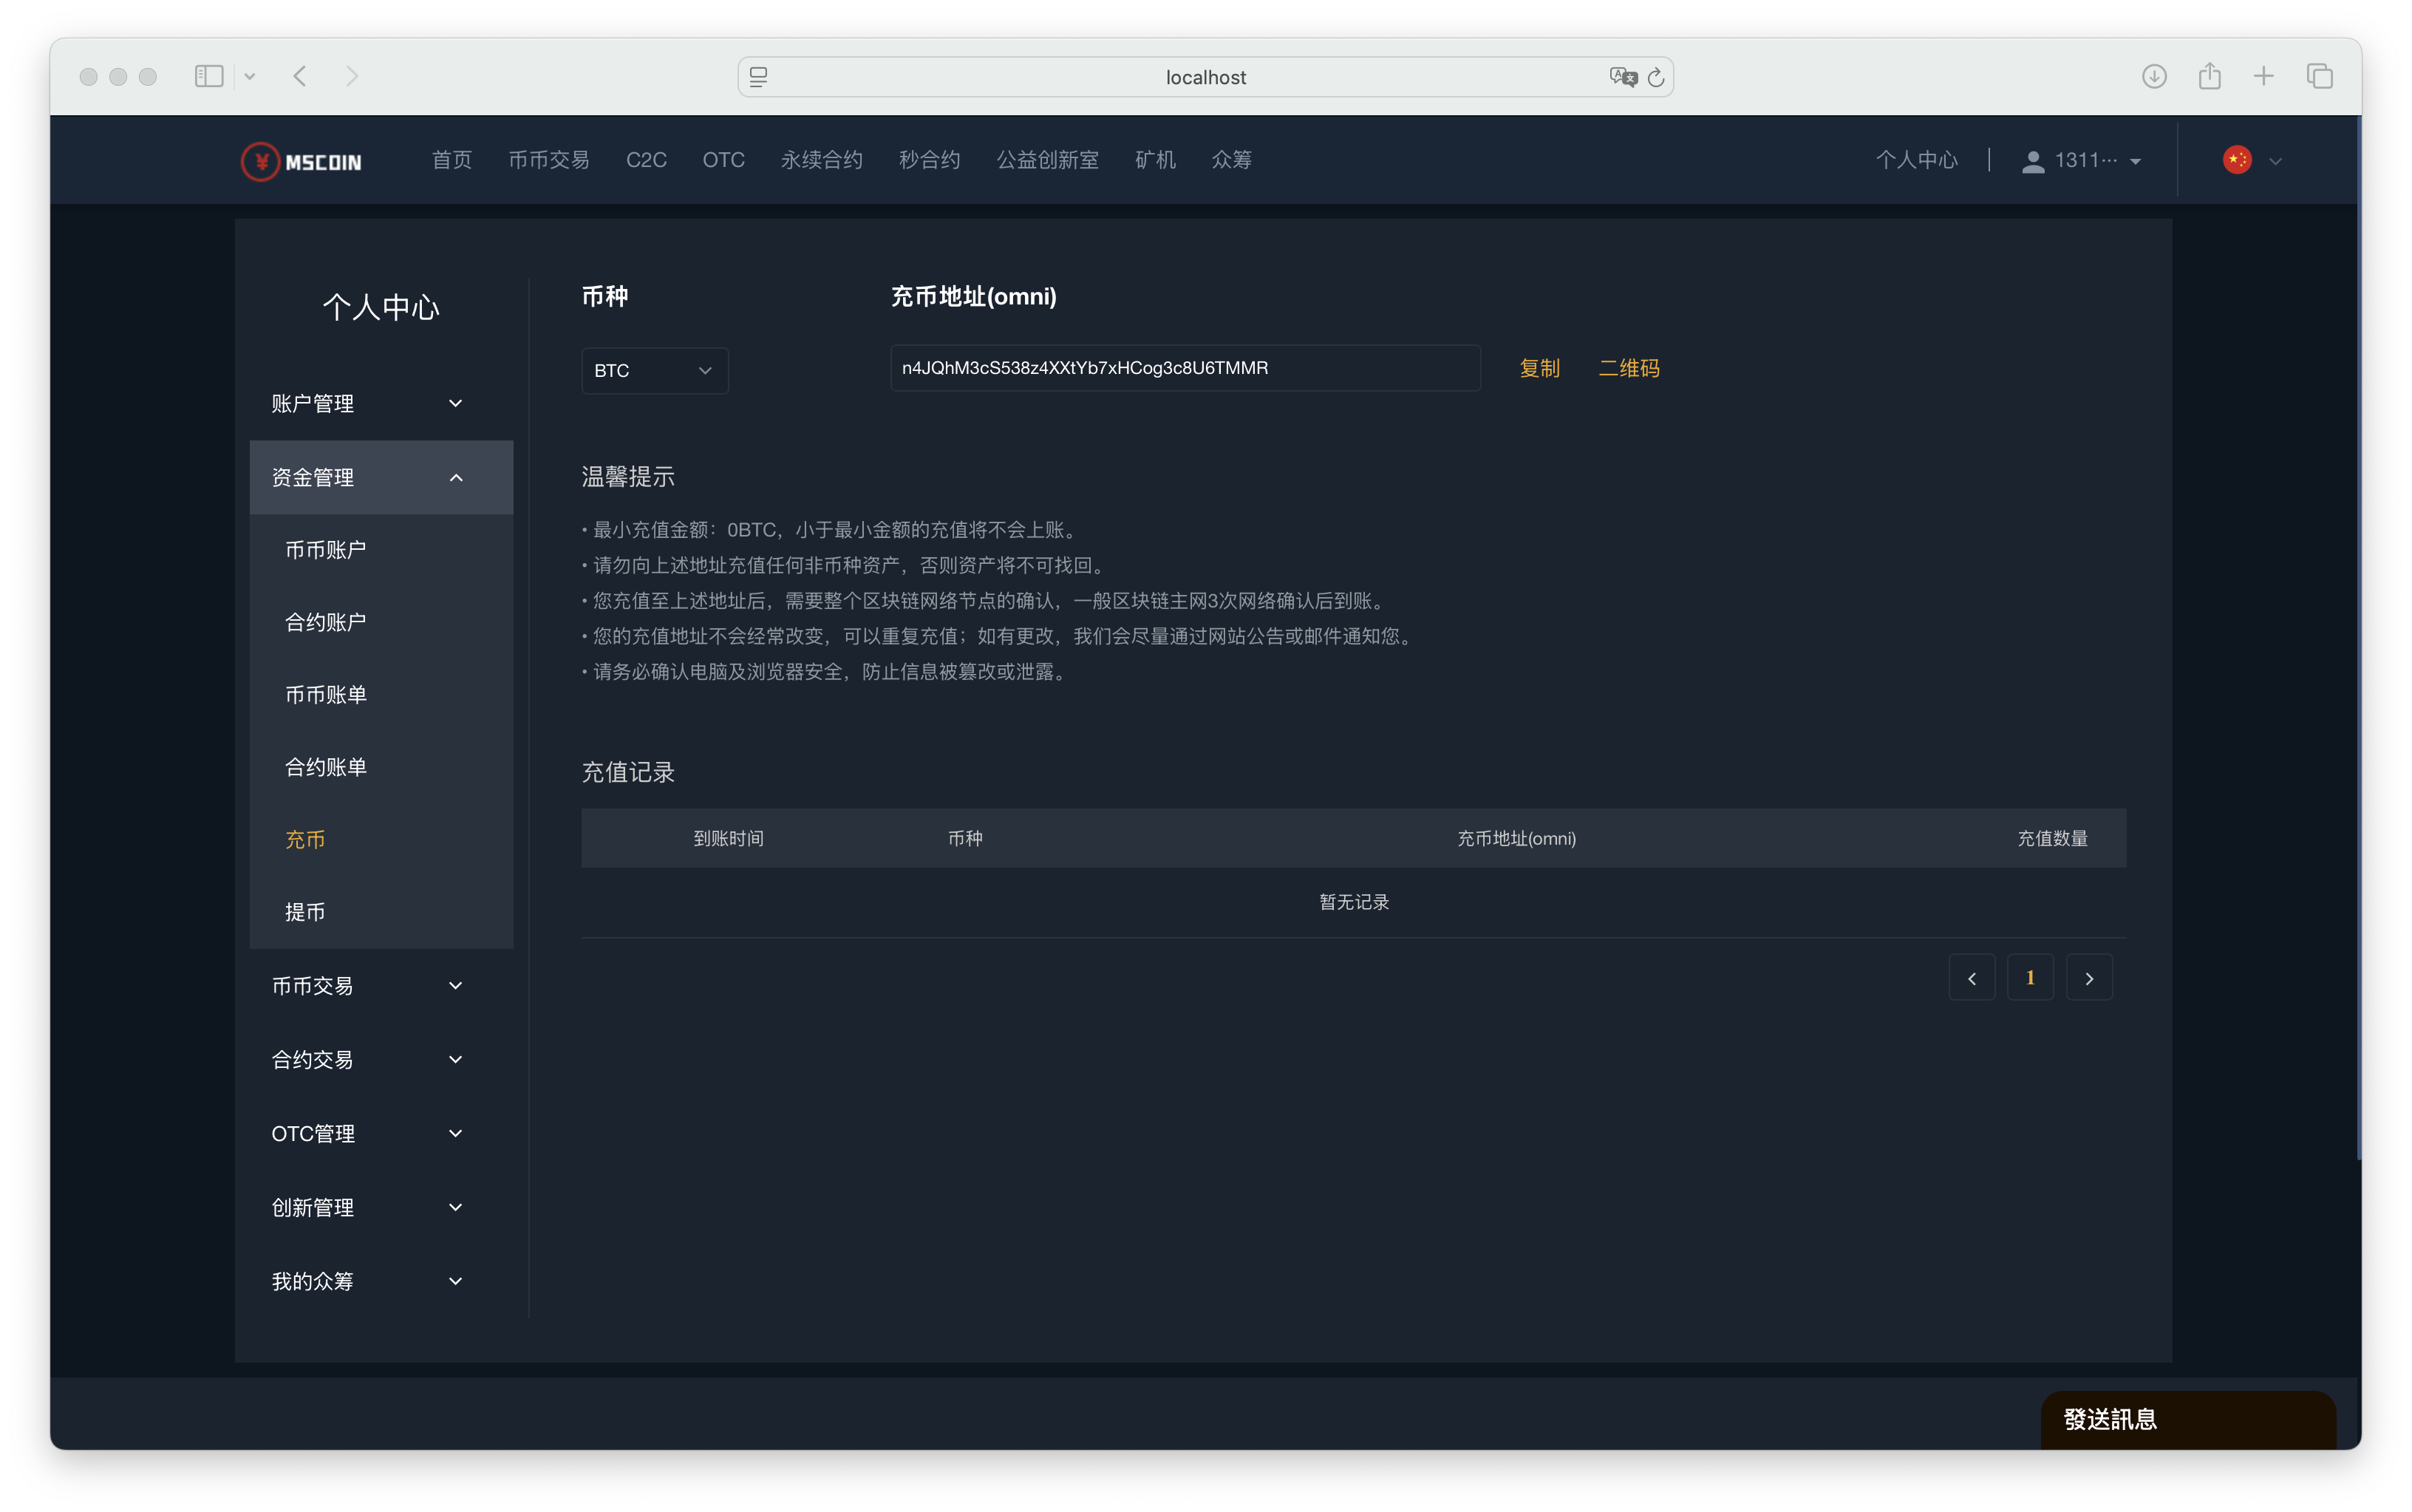 localhost
MSCOIN 首页 币币交易 C2C OTC 永续合约 秒合约 公益创新室 矿机 众筹 个人中心 | 1311···
个人中心
账户管理
资金管理
币币账户
合约账户
币币账单
合约账单
充币
提币
币币交易
合约交易
OTC管理
创新管理
我的众筹
币种 充币地址(omni)
BTC n4JQhM3cS538z4XXtYb7xHCog3c8U6TMMR 复制 二维码
温馨提示
• 最小充值金额：0BTC，小于最小金额的充值将不会上账。
• 请勿向上述地址充值任何非币种资产，否则资产将不可找回。
• 您充值至上述地址后，需要整个区块链网络节点的确认，一般区块链主网3次网络确认后到账。
• 您的充值地址不会经常改变，可以重复充值；如有更改，我们会尽量通过网站公告或邮件通知您。
• 请务必确认电脑及浏览器安全，防止信息被篡改或泄露。
充值记录
到账时间 币种 充币地址(omni) 充值数量
暂无记录
1
發送訊息